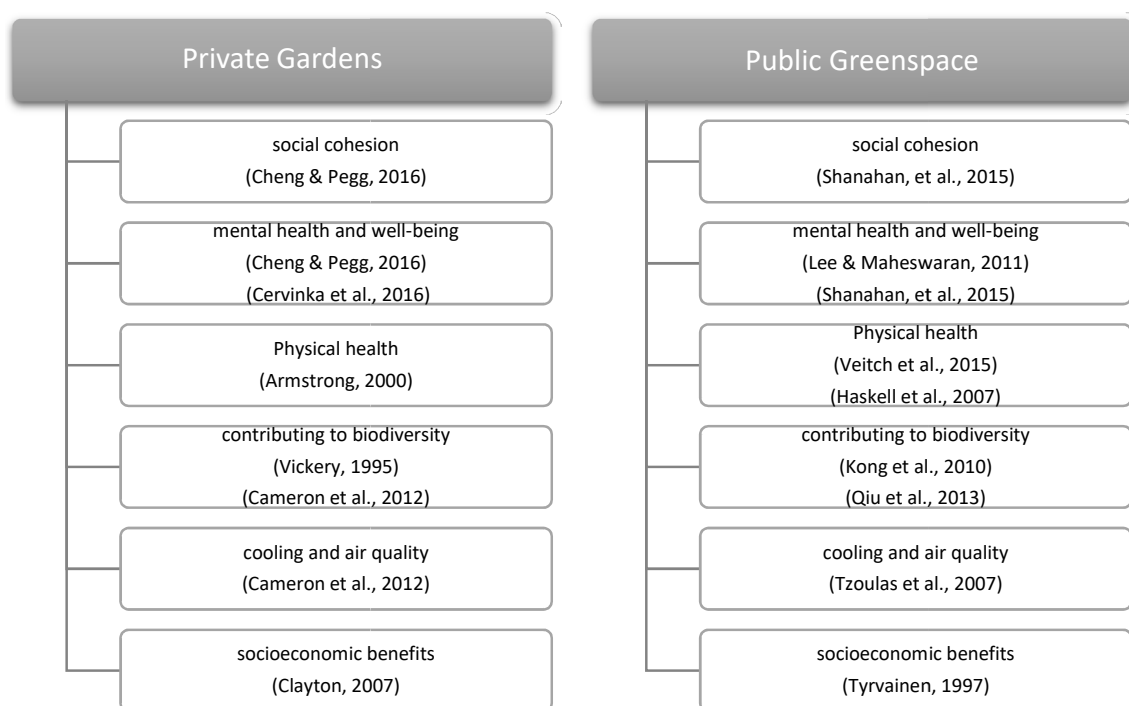 Private Gardens
social cohesion
(Cheng & Pegg, 2016)
mental health and well-being
(Cheng & Pegg, 2016)
(Cervinka et al., 2016)
Physical health
(Armstrong, 2000)
contributing to biodiversity
(Vickery, 1995)
(Cameron et al., 2012)
cooling and air quality
(Cameron et al., 2012)
socioeconomic benefits
(Clayton, 2007)
Public Greenspace
social cohesion
(Shanahan, et al., 2015)
mental health and well-being
(Lee & Maheswaran, 2011)
(Shanahan, et al., 2015)
Physical health
(Veitch et al., 2015)
(Haskell et al., 2007)
contributing to biodiversity
(Kong et al., 2010)
(Qiu et al., 2013)
cooling and air quality
(Tzoulas et al., 2007)
socioeconomic benefits
(Tyrvainen, 1997)